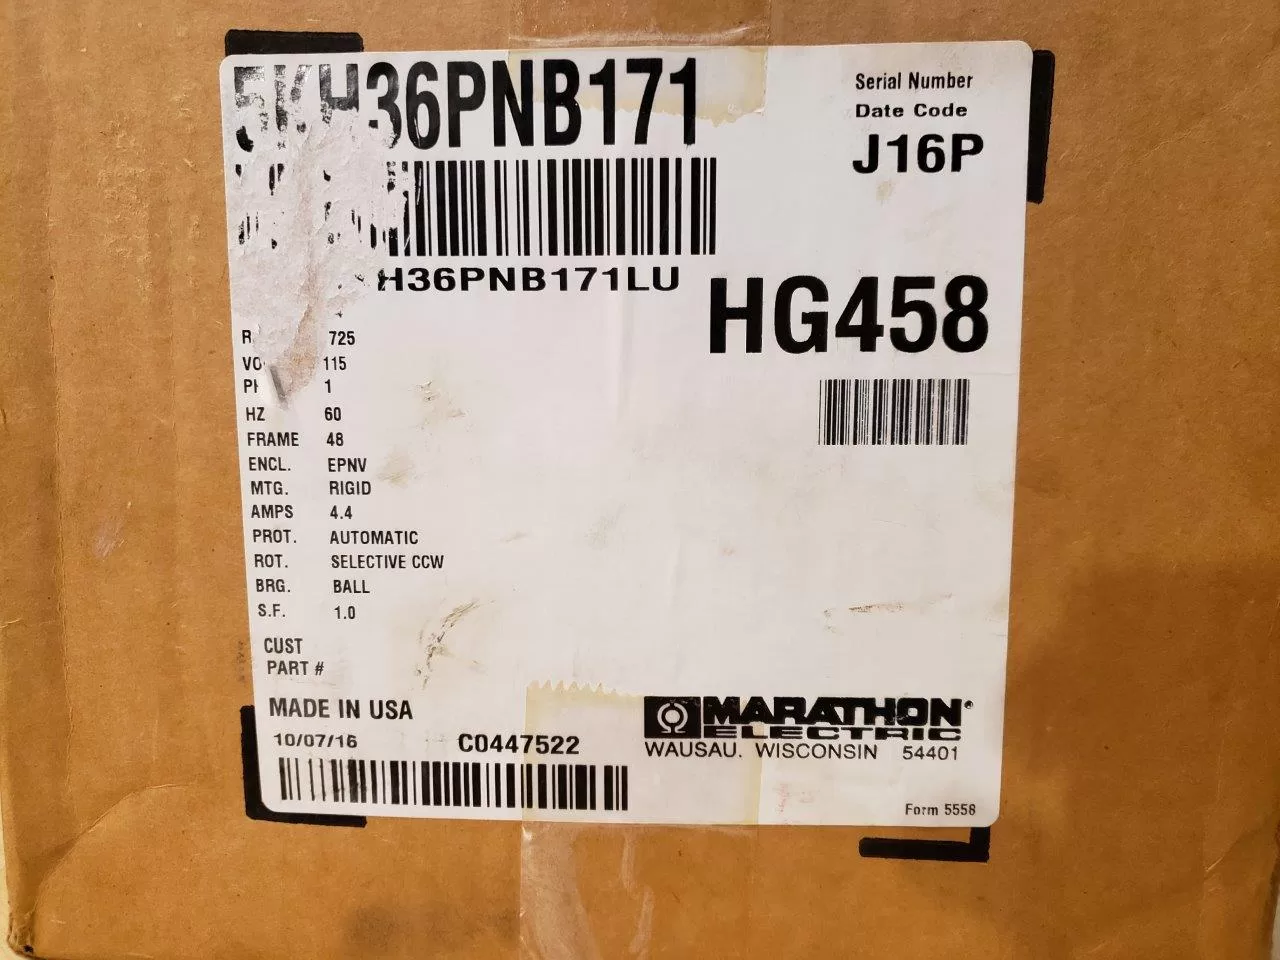 5KH36PNB171
Serial Number
Date Code
J16P
H36PNB171LU
HG458
725
115
1
HZ 60
FRAME 48
ENCL. EPNV
MTG. RIGID
AMPS 4.4
PROT. AUTOMATIC
ROT. SELECTIVE CCW
BRG. BALL
S.F. 1.0
CUST
PART #
MADE IN USA
10/07/16 C0447522
MARATHON®
ELECTRIC
WAUSAU. WISCONSIN 54401
Form 5558